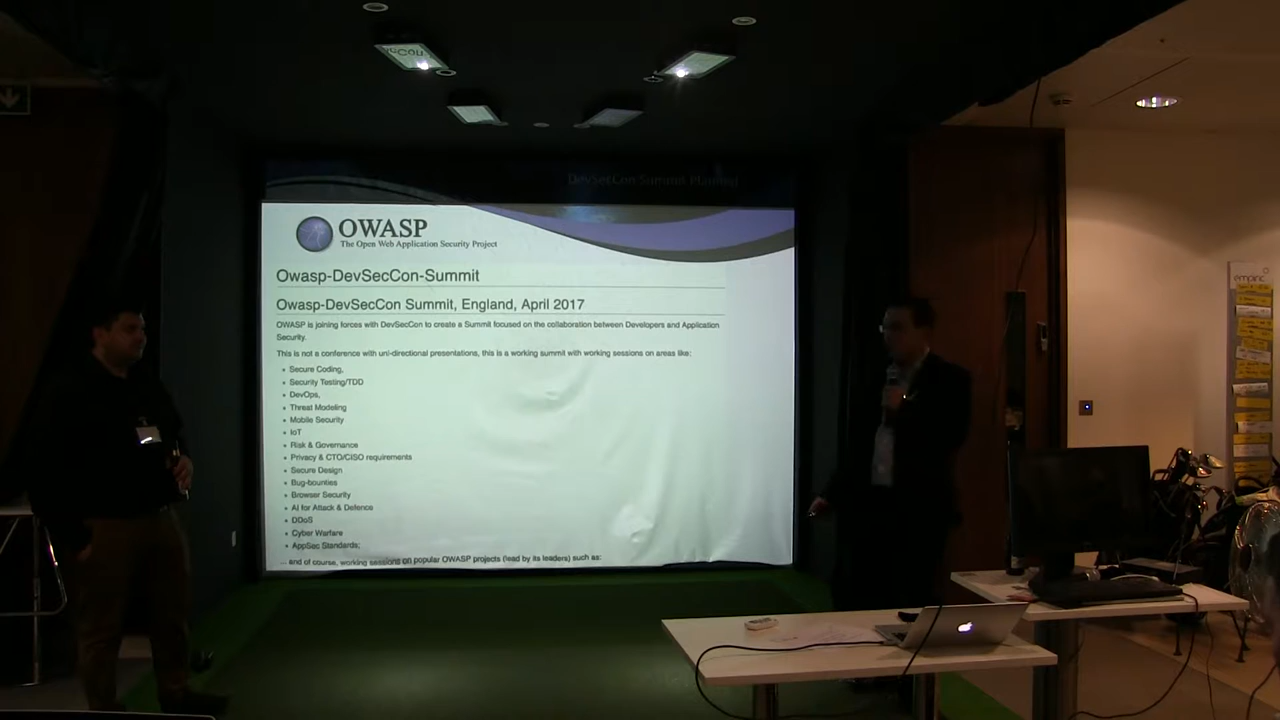 DevSecCon Summit Planned
OWASP
The Open Web Application Security Project
Owasp-DevSecCon-Summit
Owasp-DevSecCon Summit, England, April 2017
OWASP is joining forces with DevSecCon to create a Summit focused on the collaboration between Developers and Application
Security.
This is not a conference with uni-directional presentations, this is a working summit with working sessions on areas like:
• Secure Coding,
• Security Testing/TDD
• DevOps,
• Threat Modeling
• Mobile Security
• IoT
• Risk & Governance
• Privacy & CTO/CISO requirements
• Secure Design
• Bug-bounties
• Browser Security
• AI for Attack & Defence
• DDoS
• Cyber Warfare
• AppSec Standards;
... and of course, working sessions on popular OWASP projects (lead by its leaders) such as:
empiric